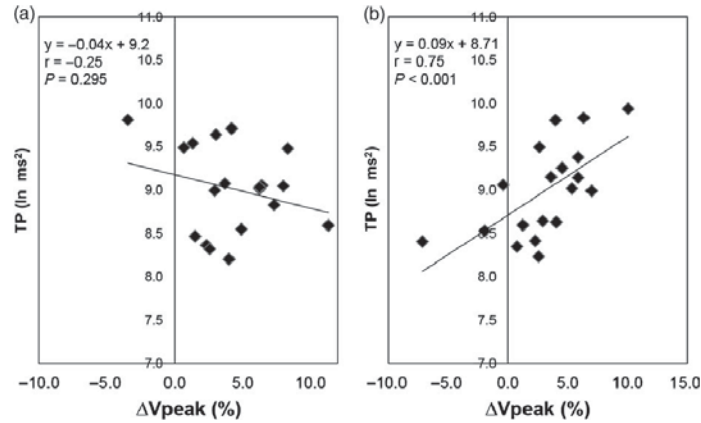 (a)
y = –0.04x + 9.2
r = –0.25
P = 0.295
TP (ln ms²)
11.0
10.5
10.0
9.5
9.0
8.5
8.0
7.5
7.0
–10.0 –5.0 0.0 5.0 10.0
ΔVpeak (%)
(b)
y = 0.09x + 8.71
r = 0.75
P < 0.001
TP (ln ms²)
11.0
10.5
10.0
9.5
9.0
8.5
8.0
7.5
7.0
–10.0 –5.0 0.0 5.0 10.0 15.0
ΔVpeak (%)